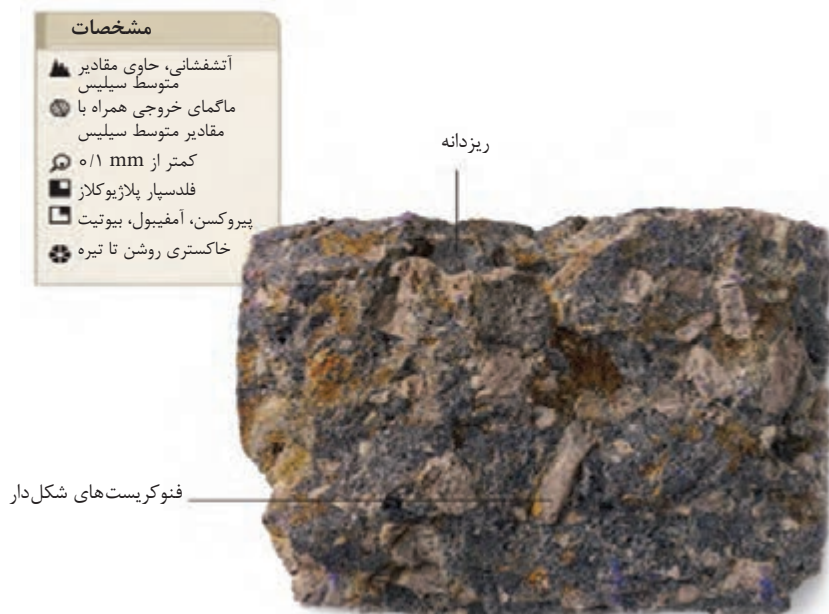 مشخصات
آتشفشانی، حاوی مقادیر
متوسط سیلیس
ماگمای خروجی همراه با
مقادیر متوسط سیلیس
کمتر از ۰/۱ mm
فلدسپار پلاژیوکلاز
پیروکسن، آمفیبول، بیوتیت
خاکستری روشن تا تیره
ریزدانه
فنوکریست‌های شکل‌دار